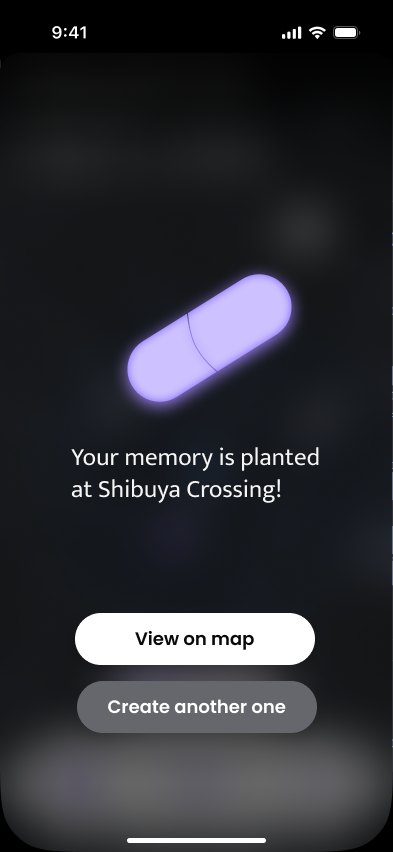 9:41
Your memory is planted
at Shibuya Crossing!
View on map
Create another one